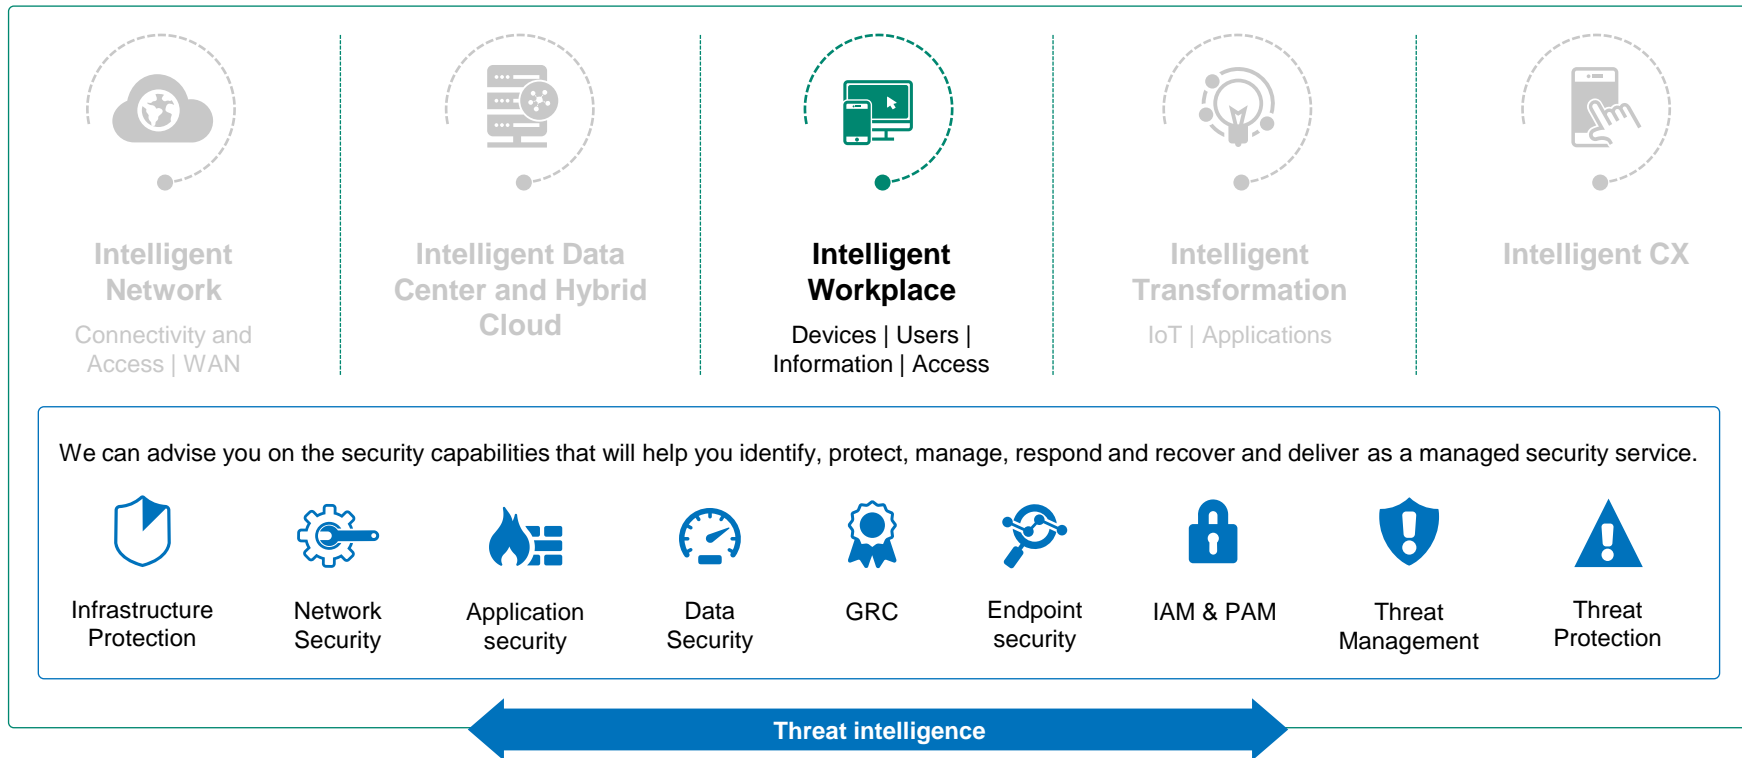 Intelligent
Network
Connectivity and
Access | WAN
Intelligent Data
Center and Hybrid
Cloud
Intelligent
Workplace
Devices | Users |
Information | Access
Intelligent
Transformation
IoT | Applications
Intelligent CX
We can advise you on the security capabilities that will help you identify, protect, manage, respond and recover and deliver as a managed security service.
Infrastructure
Protection
Network
Security
Application
security
Data
Security
GRC
Endpoint
security
IAM & PAM
Threat
Management
Threat
Protection
Threat intelligence